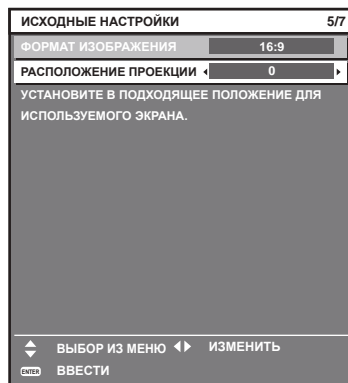 ИСХОДНЫЕ НАСТРОЙКИ 5/7
ФОРМАТ ИЗОБРАЖЕНИЯ 16:9
РАСПОЛОЖЕНИЕ ПРОЕКЦИИ 0
УСТАНОВИТЕ В ПОДХОДЯЩЕЕ ПОЛОЖЕНИЕ ДЛЯ
ИСПОЛЬЗУЕМОГО ЭКРАНА.
ВЫБОР ИЗ МЕНЮ ИЗМЕНИТЬ
ENTER ВВЕСТИ